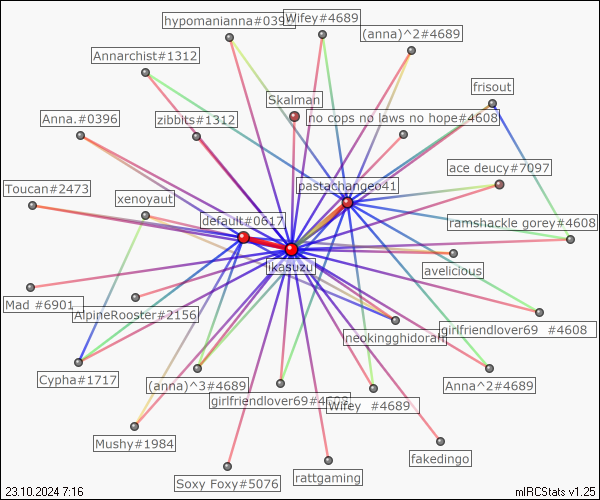 hypomanianna#0396
Wifey#4689
(anna)^2#4689
Annarchist#1312
frisout
Skalman
Anna.#0396
zibbits#1312
no cops no laws no hope#4608
ace deucy#7097
pastachangeo41
Toucan#2473
xenoyaut
default#0617
ramshackle gorey#4608
ikasuzu
avelicious
Mad #6901
AlpineRooster#2156
girlfriendlover69 #4608
neokingghidorah
Cypha#1717
(anna)^3#4689
Anna^2#4689
girlfriendlover69#4608
Wifey #4689
Mushy#1984
fakedingo
Soxy Foxy#5076
rattgaming
23.10.2024 7:16
mIRCStats v1.25